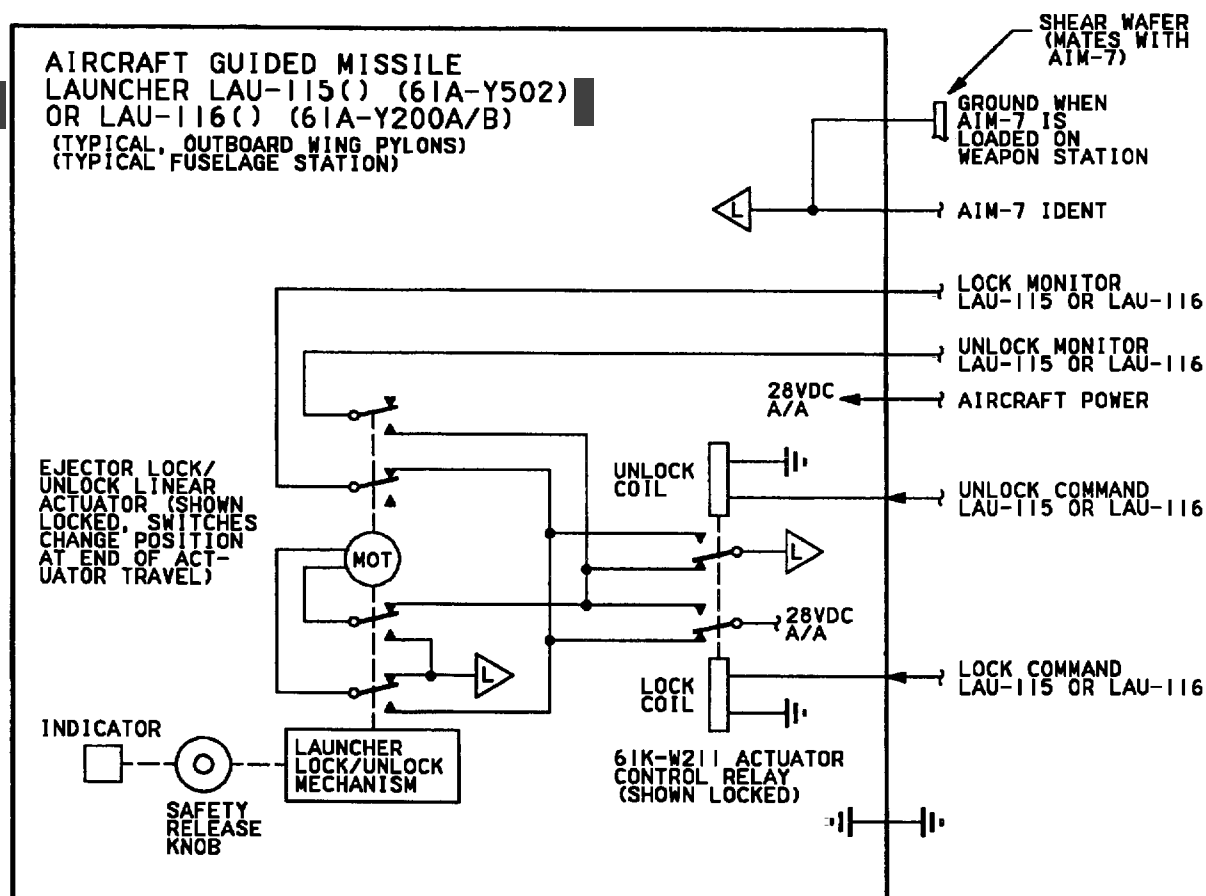 AIRCRAFT GUIDED MISSILE
LAUNCHER LAU-115() (61A-Y502)
OR LAU-116() (61A-Y200A/B)
(TYPICAL, OUTBOARD WING PYLONS)
(TYPICAL FUSELAGE STATION)
SHEAR WAFER
(MATES WITH
AIM-7)
GROUND WHEN
AIM-7 IS
LOADED ON
WEAPON STATION
L
AIM-7 IDENT
LOCK MONITOR
LAU-115 OR LAU-116
UNLOCK MONITOR
LAU-115 OR LAU-116
28VDC
A/A
AIRCRAFT POWER
EJECTOR LOCK/
UNLOCK LINEAR
ACTUATOR (SHOWN
LOCKED, SWITCHES
CHANGE POSITION
AT END OF ACT-
UATOR TRAVEL)
UNLOCK
COIL
UNLOCK COMMAND
LAU-115 OR LAU-116
MOT
L
28VDC
A/A
L
LOCK
COIL
LOCK COMMAND
LAU-115 OR LAU-116
INDICATOR
LAUNCHER
LOCK/UNLOCK
MECHANISM
SAFETY
RELEASE
KNOB
61K-W211 ACTUATOR
CONTROL RELAY
(SHOWN LOCKED)